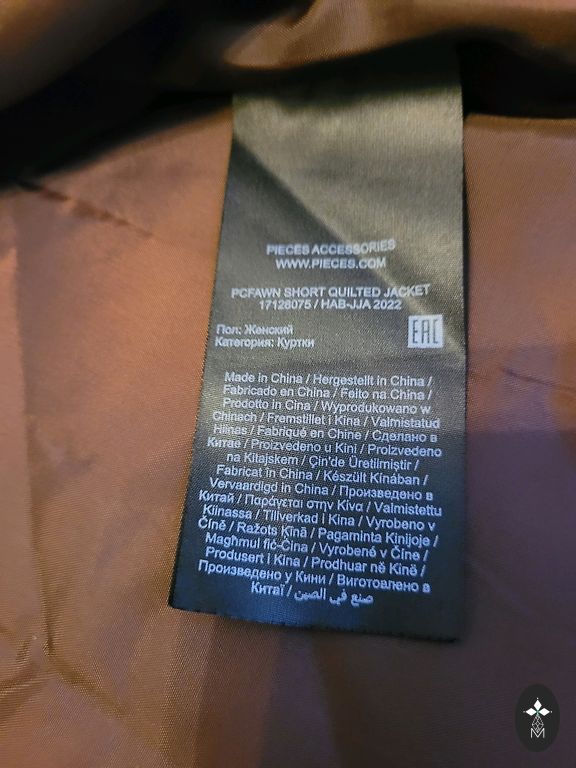 PIECES ACCESSORIES
WWW.PIECES.COM
PCFAWN SHORT QUILTED JACKET
17126075 / HAB-JJA 2022
Пол: Женский
Категория: Куртки
EAC
Made in China / Hergestellt in China /
Fabricado en China / Feito na China /
Prodotto in Cina / Wyprodukowano w
Chinach / Fremstillet i Kina / Valmistatud
Hiinas / Fabriqué en Chine / Сделано в
Китае / Proizvedeno u Kini / Proizvedeno
na Kitajskem / Çin'de Üretilmiştir /
Fabricat în China / Készült Kínában /
Vervaardigd in China / Произведено в
Китай / Παράγεται στην Κίνα / Valmistettu
Kiinassa / Tillverkad i Kina / Vyrobeno v
Číně / Ražots Ķīnā / Pagaminta Kinijoje /
Magħmul fiċ-Ċina / Vyrobené v Číne /
Produsert i Kina / Prodhuar në Kinë /
Произведено у Кини / Виготовлено в
Китаї / صنع في الصين
M